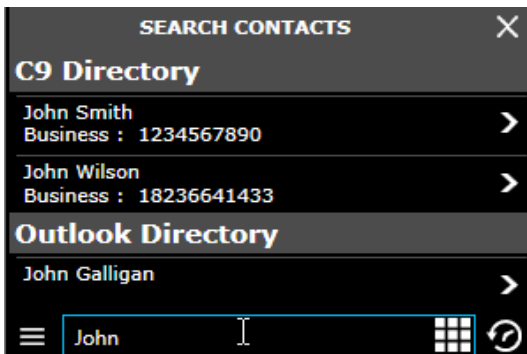 SEARCH CONTACTS
C9 Directory
John Smith
Business : 1234567890
John Wilson
Business : 18236641433
Outlook Directory
John Galligan
John